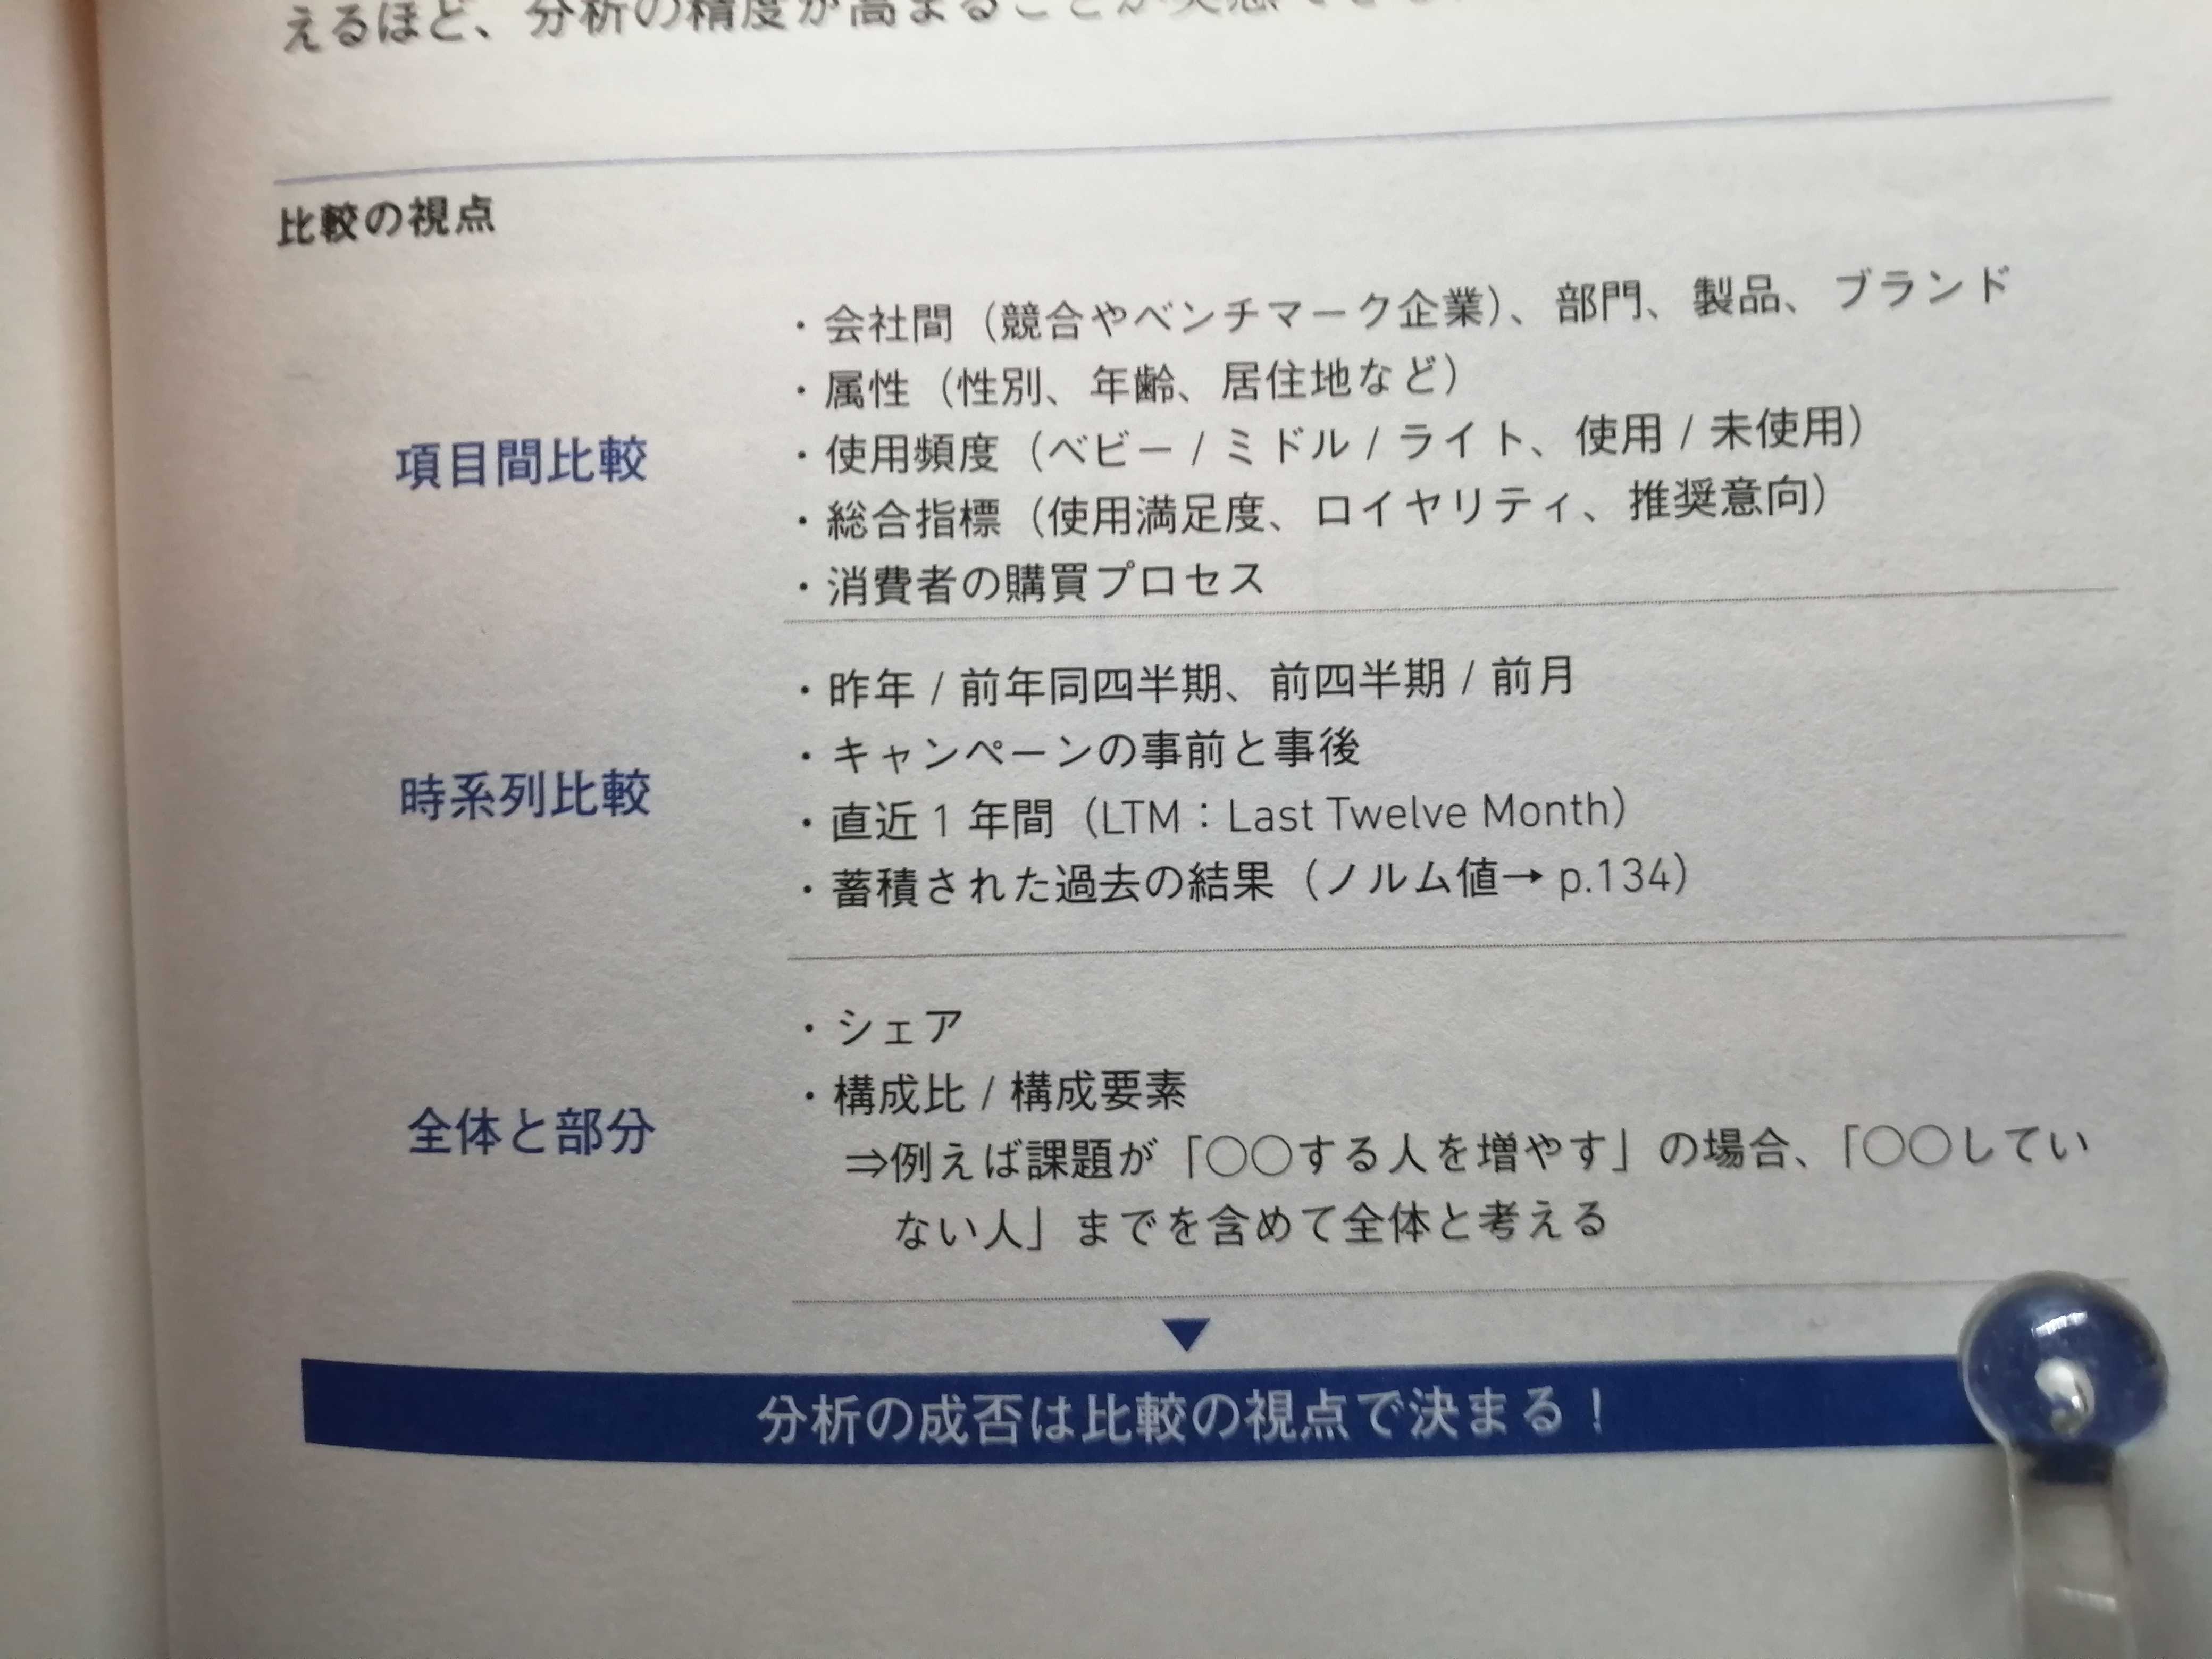 えるほど、分析の精度が高まることが実感でき
比較の視点
項目間比較
・会社間（競合やベンチマーク企業）、部門、製品、ブランド
・属性（性別、年齢、居住地など）
・使用頻度（ベビー / ミドル / ライト、使用 / 未使用）
・総合指標（使用満足度、ロイヤリティ、推奨意向）
・消費者の購買プロセス
時系列比較
・昨年 / 前年同四半期、前四半期 / 前月
・キャンペーンの事前と事後
・直近 1 年間（LTM：Last Twelve Month）
・蓄積された過去の結果（ノルム値→ p.134）
全体と部分
・シェア
・構成比 / 構成要素
⇒例えば課題が「○○する人を増やす」の場合、「○○してい
ない人」までを含めて全体と考える
▼
分析の成否は比較の視点で決まる！